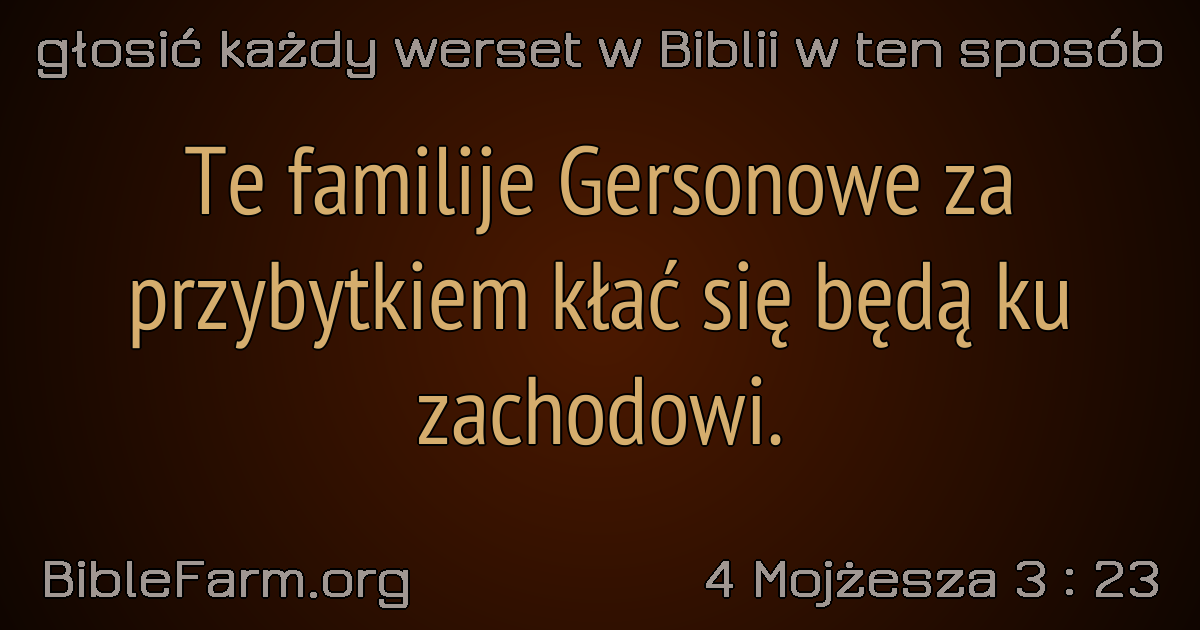 głosić każdy werset w Biblii w ten sposób
Te familije Gersonowe za
przybytkiem kłać się będą ku
zachodowi.
BibleFarm.org
4 Mojżesza 3 : 23